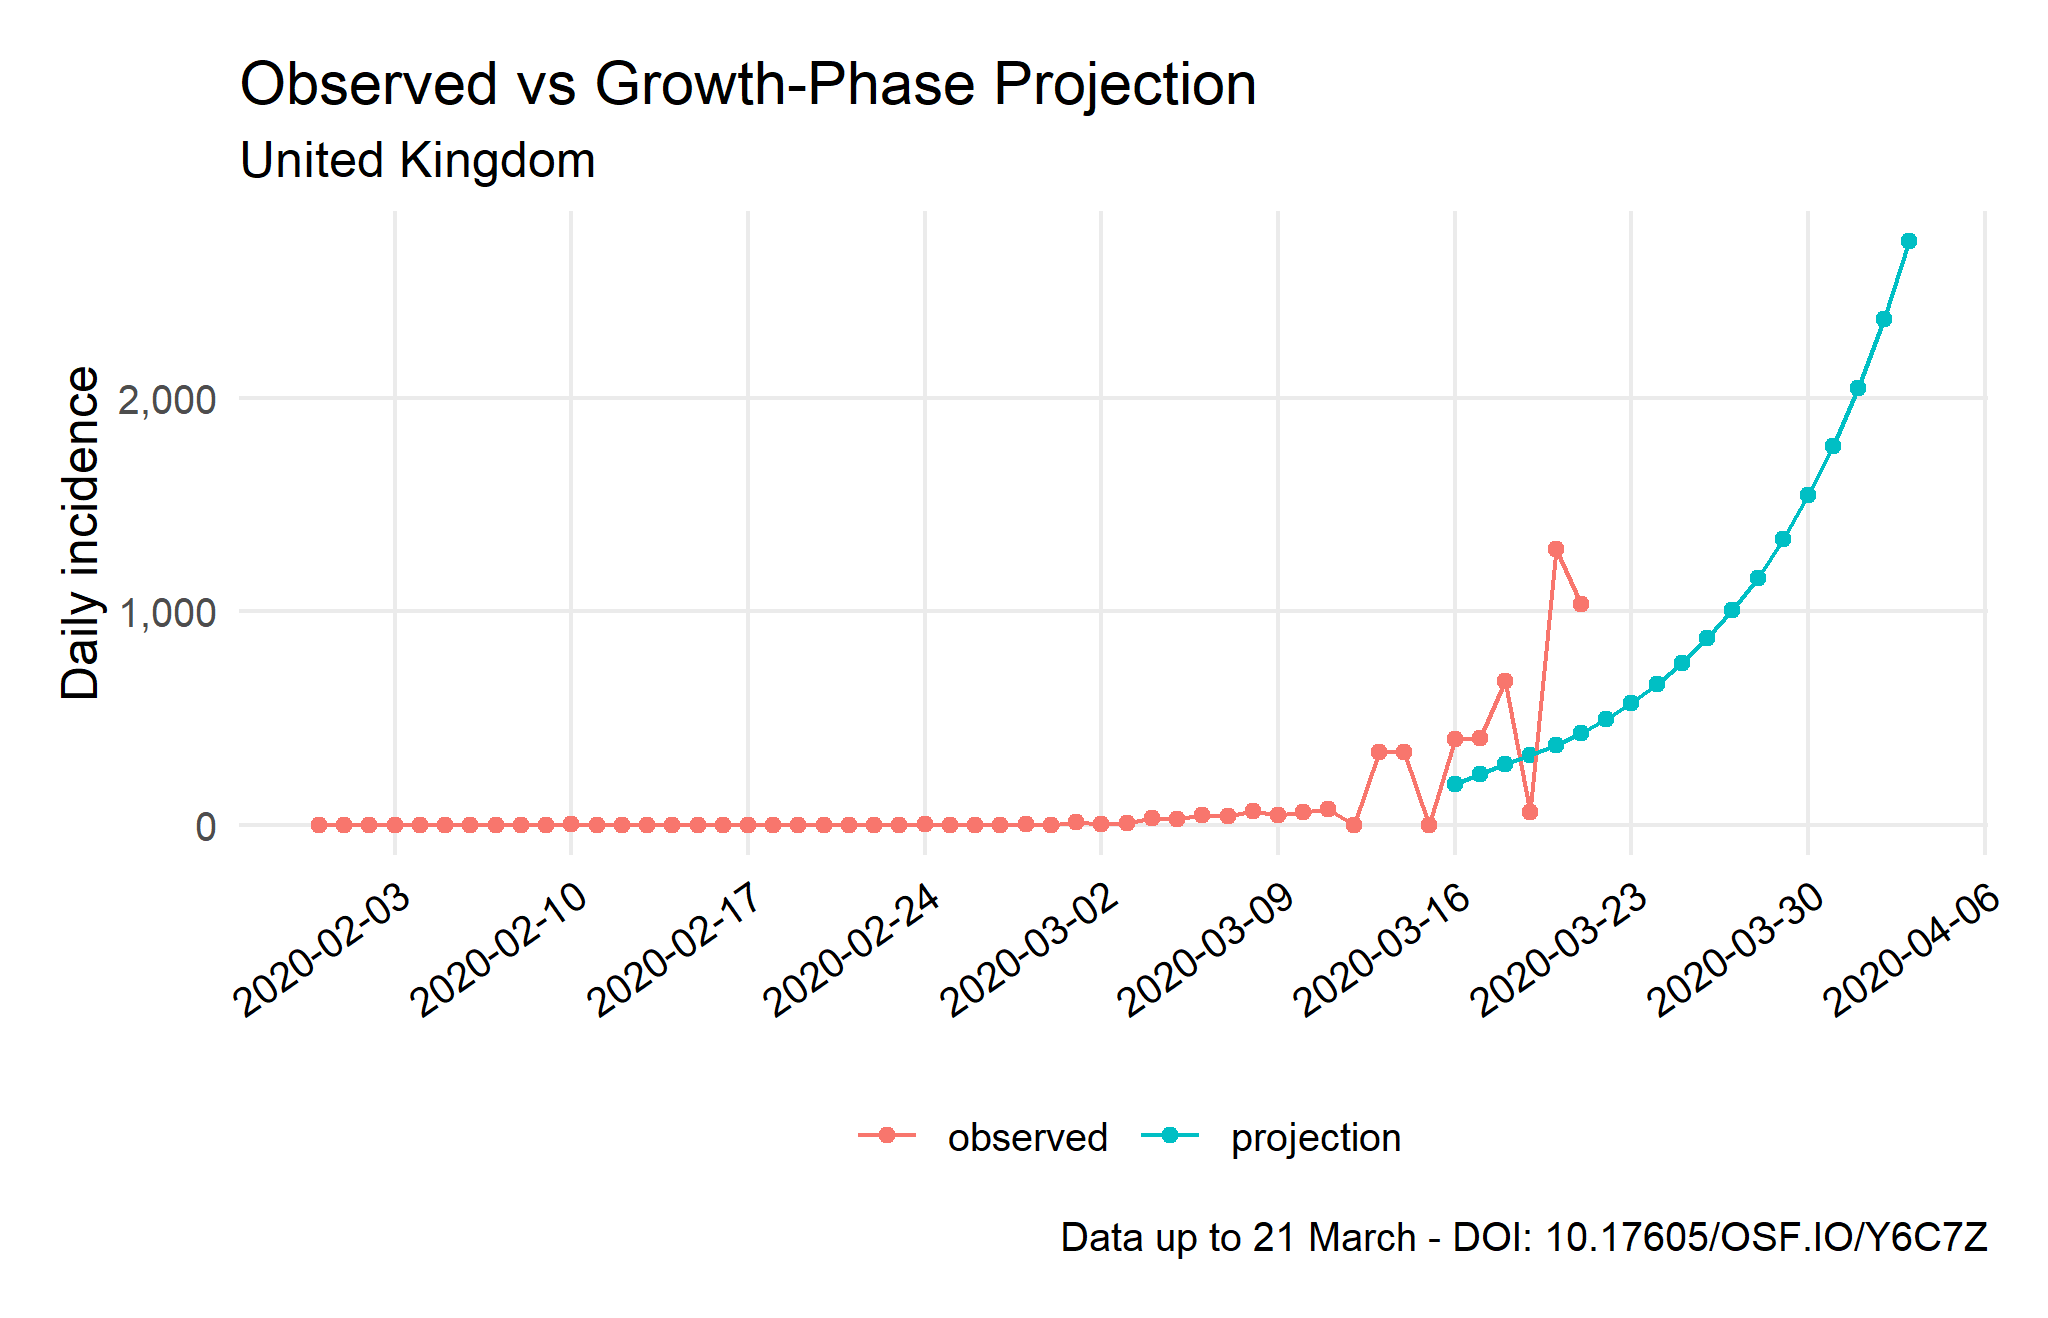 Observed vs Growth-Phase Projection
United Kingdom
Daily incidence
2,000
1,000
0
2020-02-03
2020-02-10
2020-02-17
2020-02-24
2020-03-02
2020-03-09
2020-03-16
2020-03-23
2020-03-30
2020-04-06
observed
projection
Data up to 21 March - DOI: 10.17605/OSF.IO/Y6C7Z